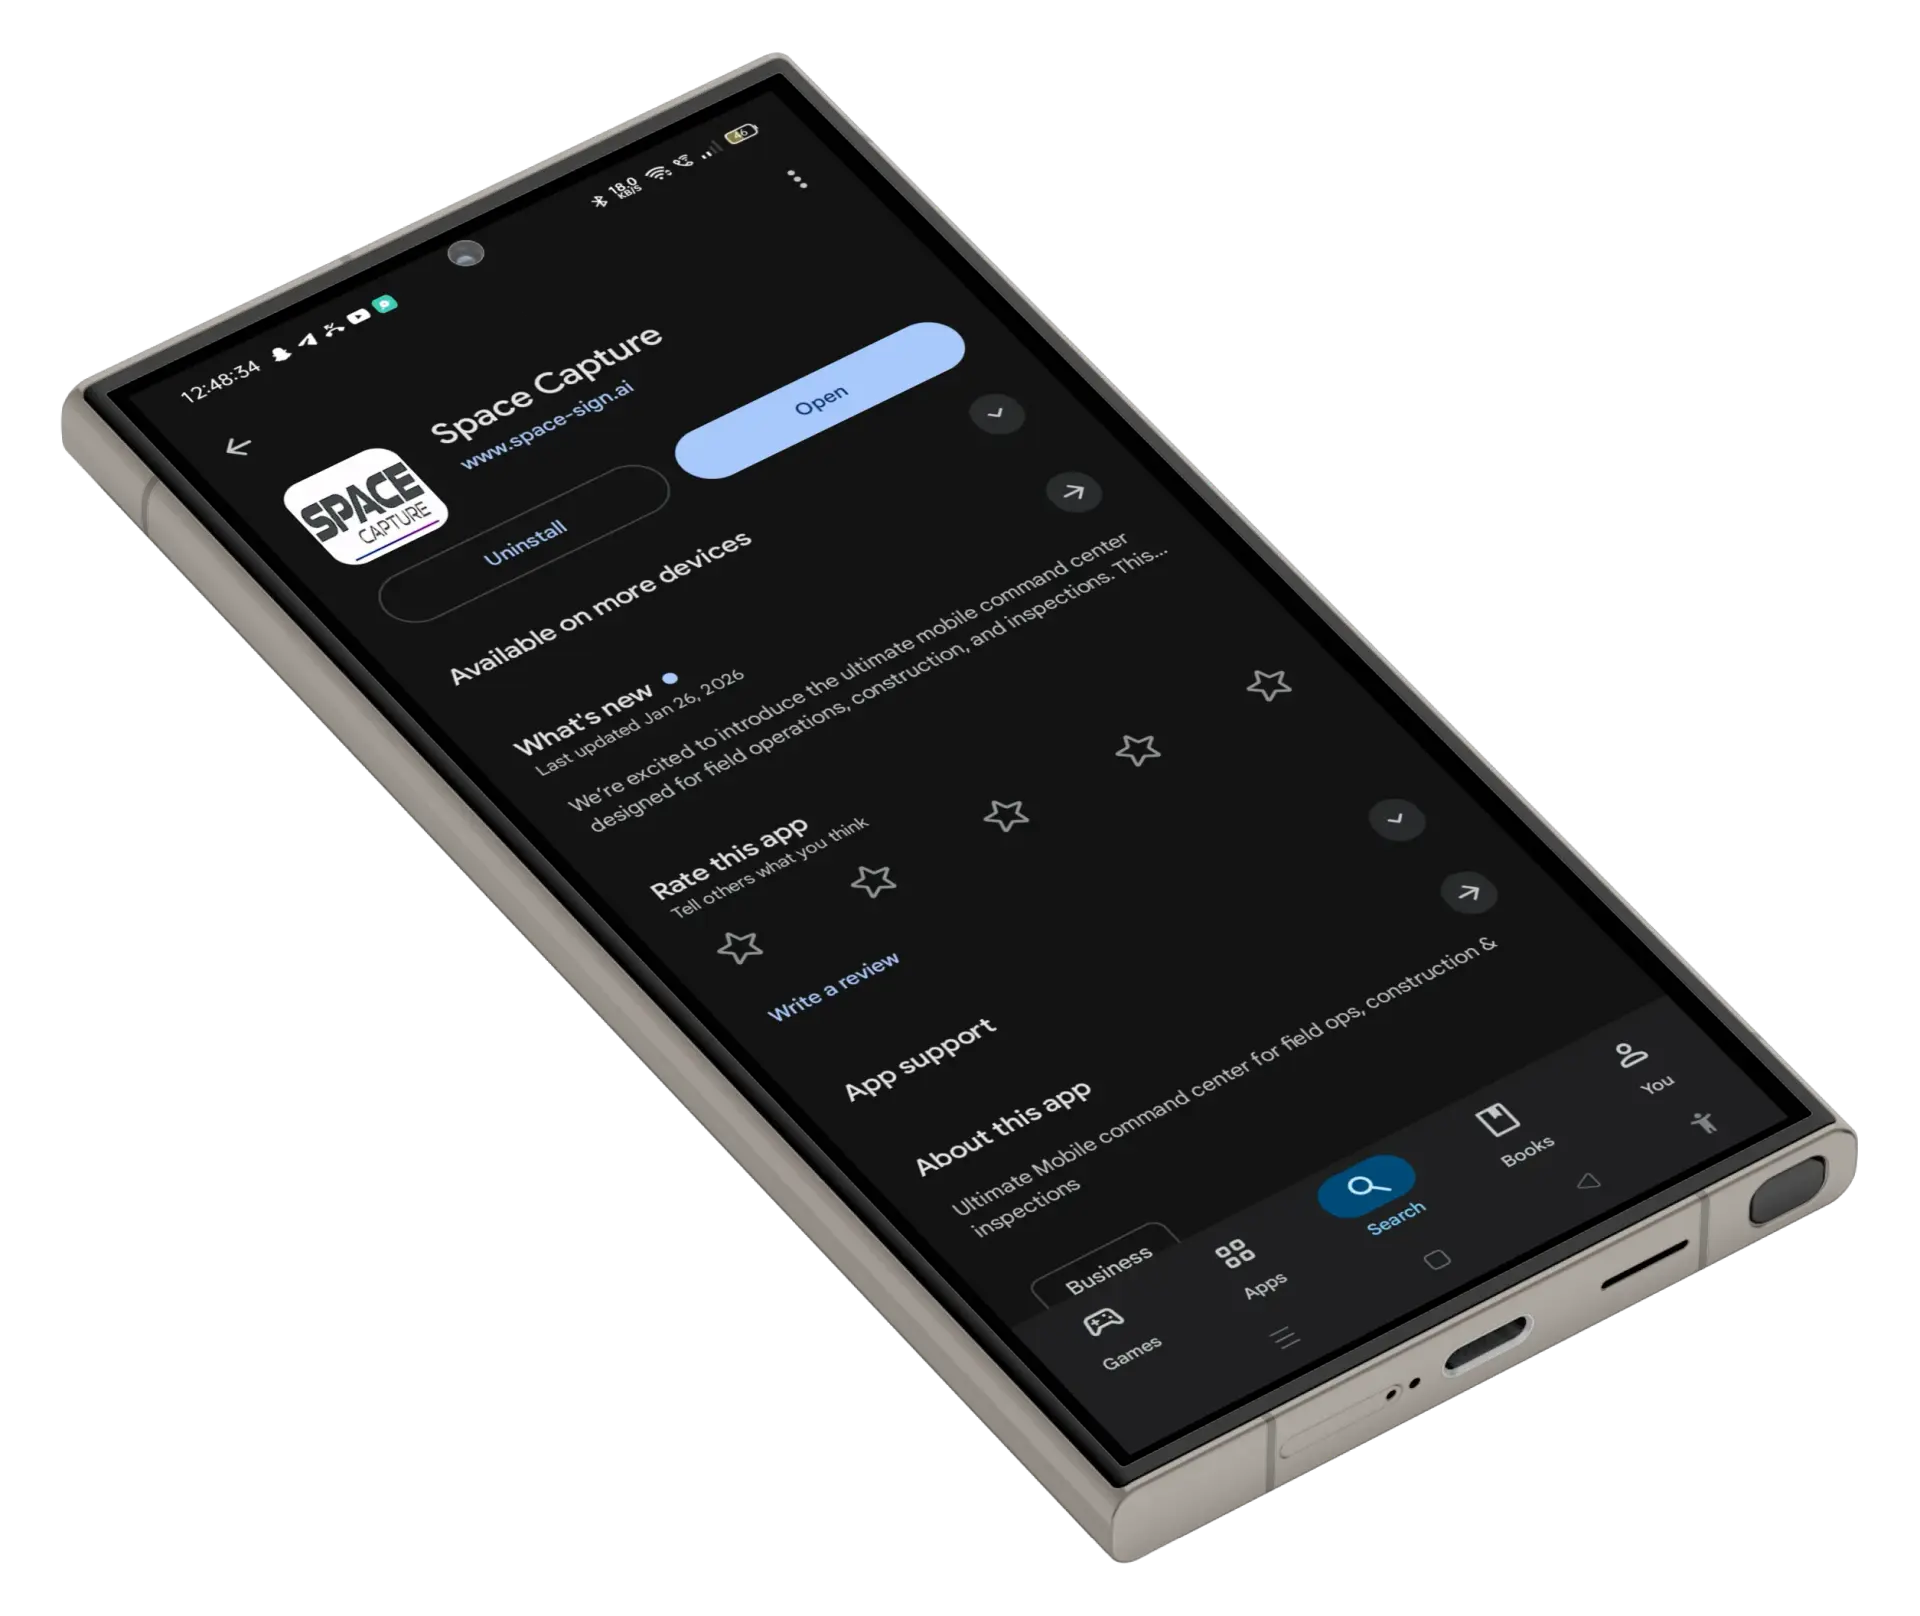 12:48:34
18.0
KB/S
46
Space Capture
www.space-sign.ai
SPACE
CAPTURE
Uninstall
Open
Available on more devices
What's new
Last updated Jan 26, 2026
We're excited to introduce the ultimate mobile command center
designed for field operations, construction, and inspections. This...
Rate this app
Tell others what you think
Write a review
App support
About this app
Ultimate Mobile command center for field ops, construction &
inspections
Business
Games
Apps
Search
Books
You